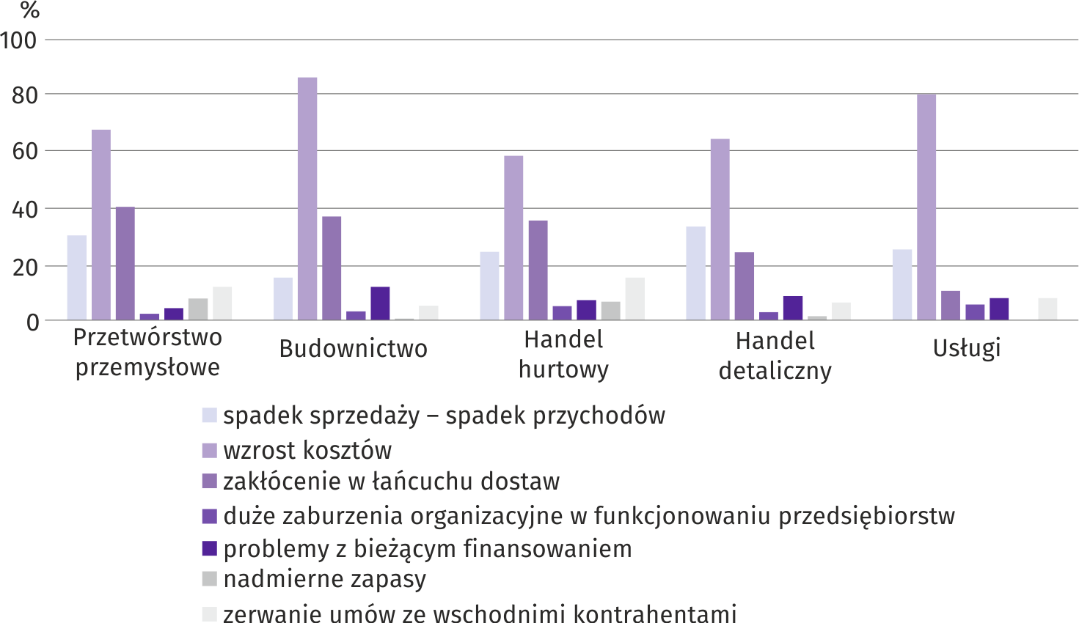 %
100
80
60
40
20
0
Przetwórstwo
przemysłowe
Budownictwo
Handel
hurtowy
Handel
detaliczny
Usługi
spadek sprzedaży – spadek przychodów
wzrost kosztów
zakłócenie w łańcuchu dostaw
duże zaburzenia organizacyjne w funkcjonowaniu przedsiębiorstw
problemy z bieżącym finansowaniem
nadmierne zapasy
zerwanie umów ze wschodnimi kontrahentami